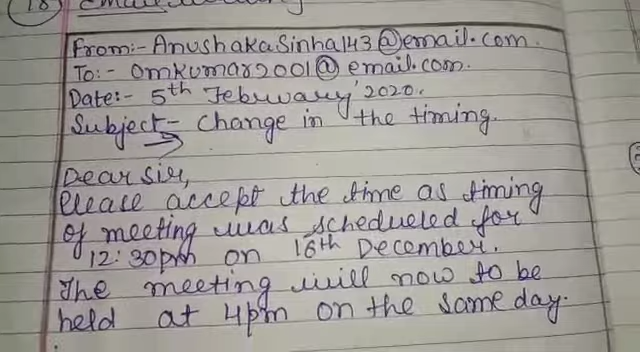 18
From:- AnushakaSinha143@email.com.
To:- omkumar2001@email.com.
Date:- 5th February 2020.
Subject- change in the timing.
Dear sir,
Please accept the time as timing
of meeting was scheduled for
12:30pm on 16th December.
The meeting will now to be
held at 4pm on the same day.